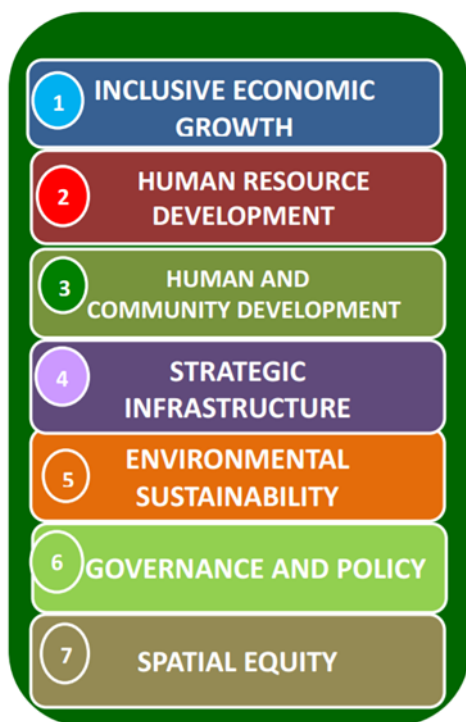 1
INCLUSIVE ECONOMIC
GROWTH
2
HUMAN RESOURCE
DEVELOPMENT
3
HUMAN AND
COMMUNITY DEVELOPMENT
4
STRATEGIC
INFRASTRUCTURE
5
ENVIRONMENTAL
SUSTAINABILITY
6
GOVERNANCE AND POLICY
7
SPATIAL EQUITY